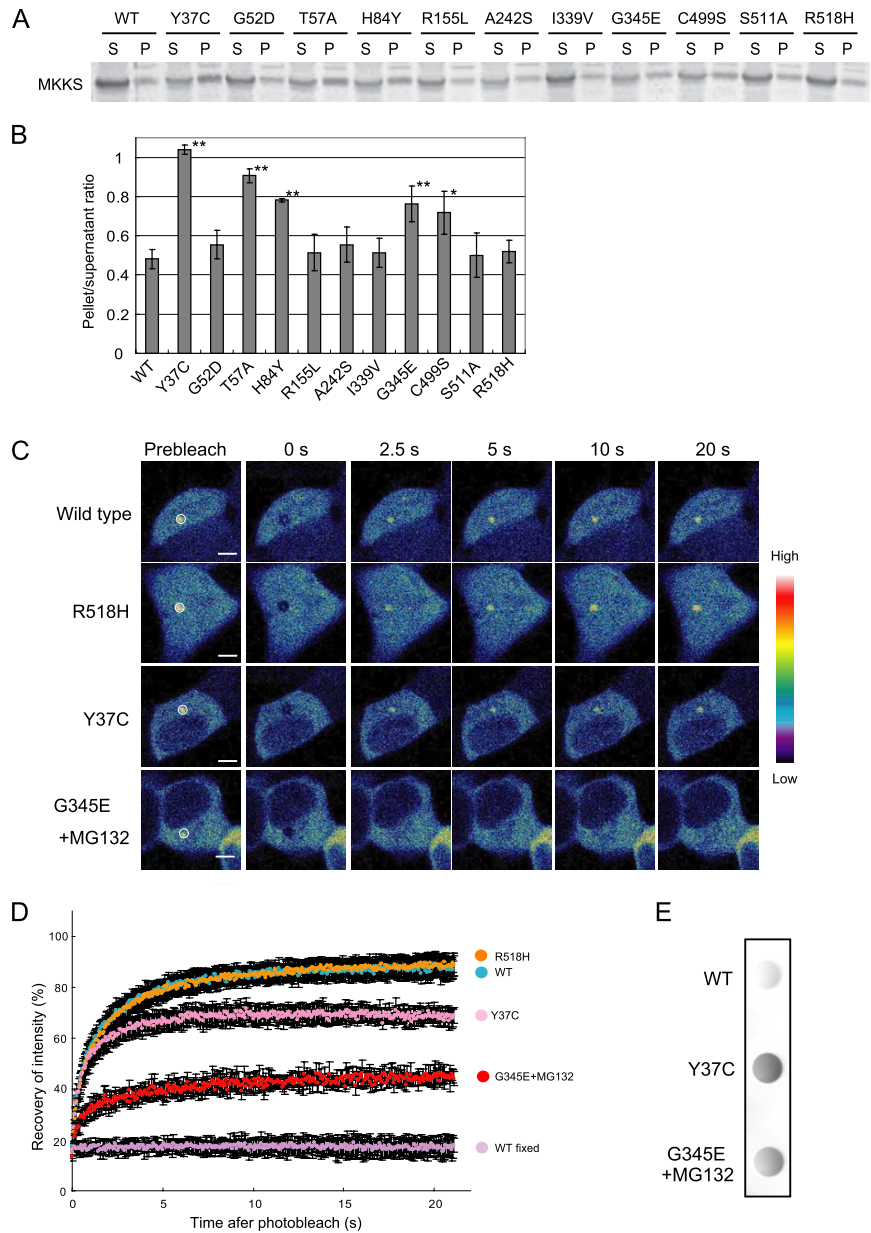 A
WT Y37C G52D T57A H84Y R155L A242S I339V G345E C499S S511A R518H
S P S P S P S P S P S P S P S P S P S P S P S P
MKKS
B
Pellet/supernatant ratio
1
0.8
0.6
0.4
0.2
0
** ** ** ** *
WT Y37C G52D T57A H84Y R155L A242S I339V G345E C499S S511A R518H
C
Prebleach 0 s 2.5 s 5 s 10 s 20 s
Wild type
R518H
Y37C
G345E
+MG132
High
Low
D
Recovery of intensity (%)
100
80
60
40
20
0
0 5 10 15 20
Time afer photobleach (s)
R518H
WT
Y37C
G345E+MG132
WT fixed
E
WT
Y37C
G345E
+MG132